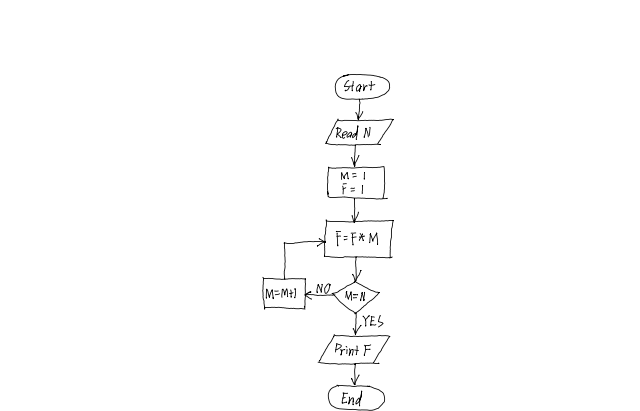 Start
Read N
M = 1
F = 1
F = F * M
M=M+1
NO
M=N
YES
Print F
End